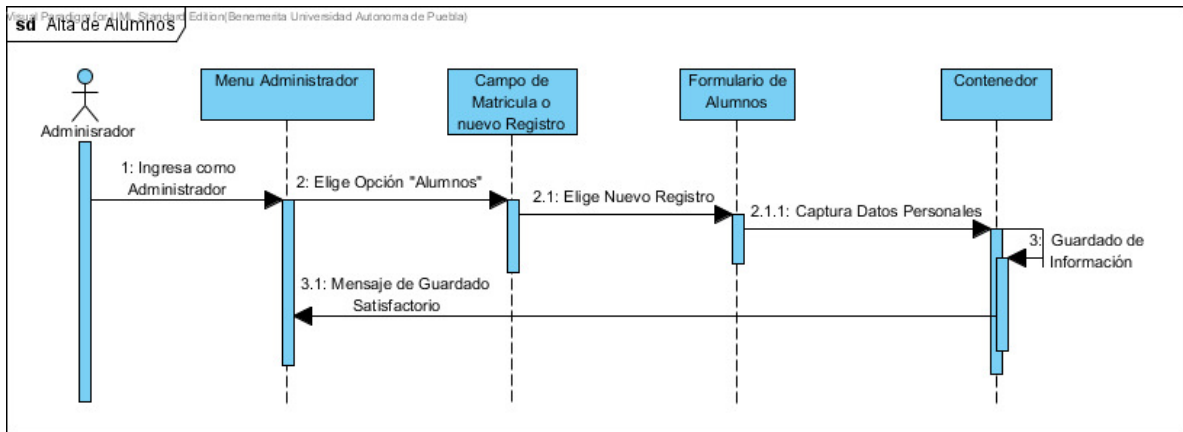 Visual Paradigm for UML Standard Edition(Benemerita Universidad Autonoma de Puebla)
sd Alta de Alumnos
Adminisrador
Menu Administrador
Campo de
Matricula o
nuevo Registro
Formulario de
Alumnos
Contenedor
1: Ingresa como
Administrador
2: Elige Opción "Alumnos"
2.1: Elige Nuevo Registro
2.1.1: Captura Datos Personales
3: Guardado de
Información
3.1: Mensaje de Guardado
Satisfactorio